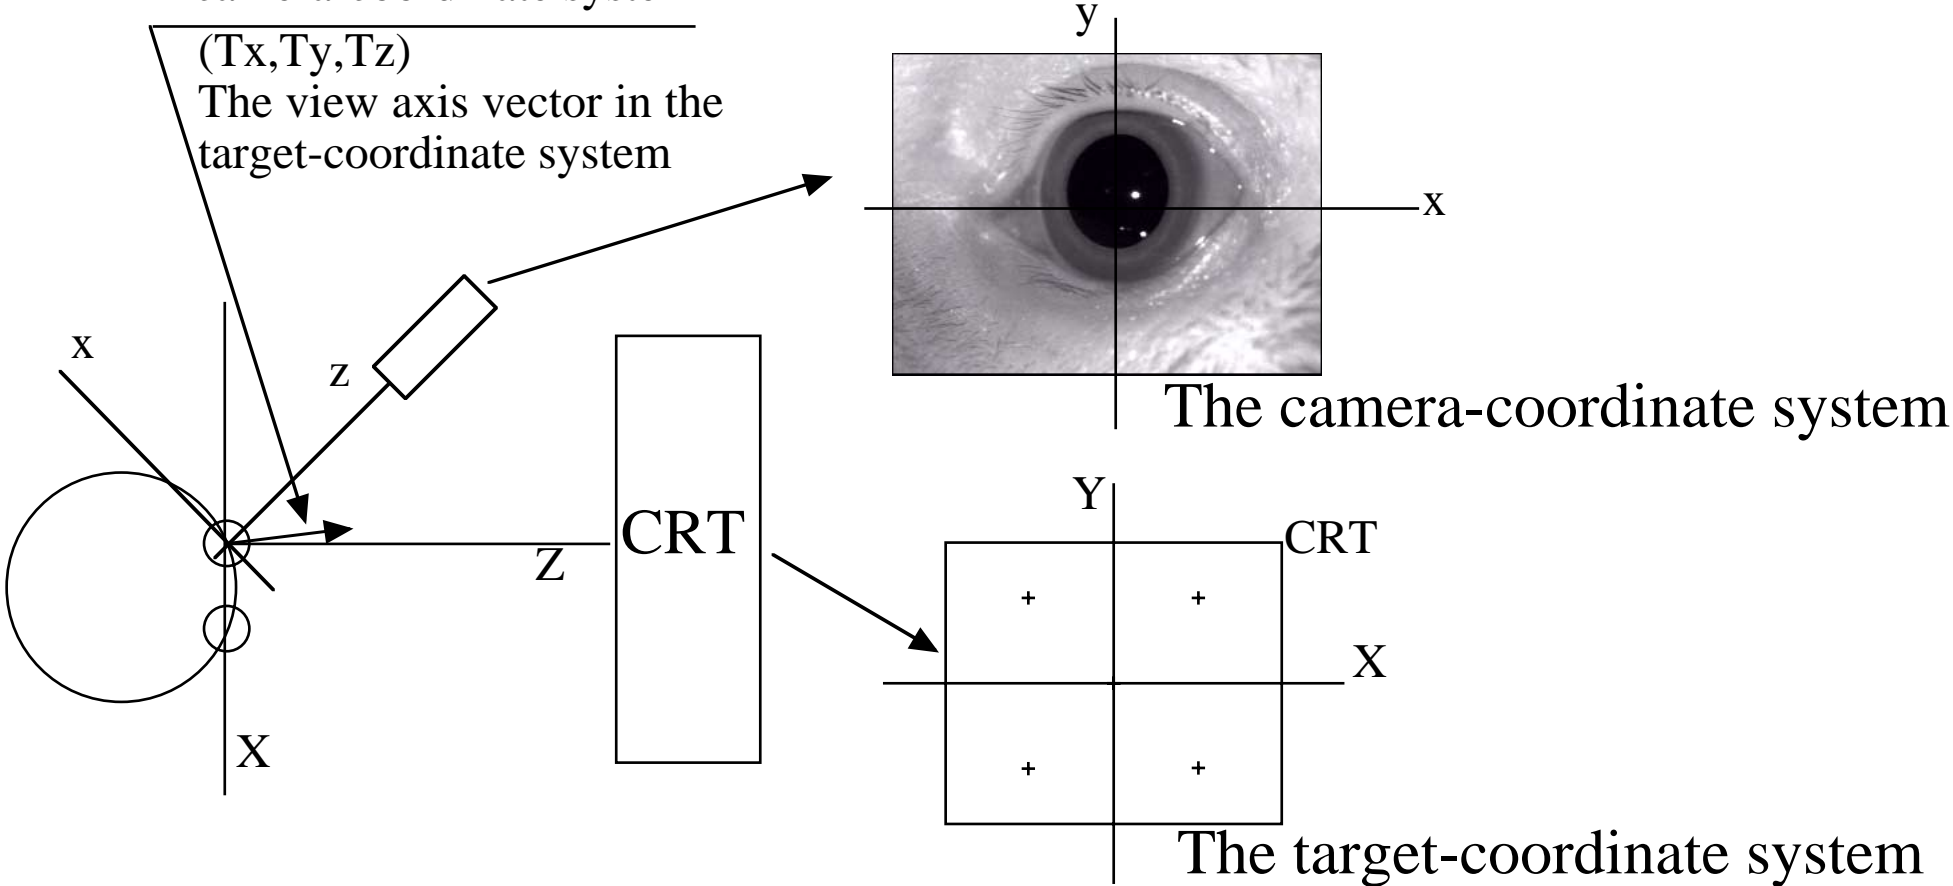 (Tx,Ty,Tz)
The view axis vector in the
target-coordinate system
y
x
x
z
The camera-coordinate system
Y
CRT
CRT
Z
X
X
The target-coordinate system